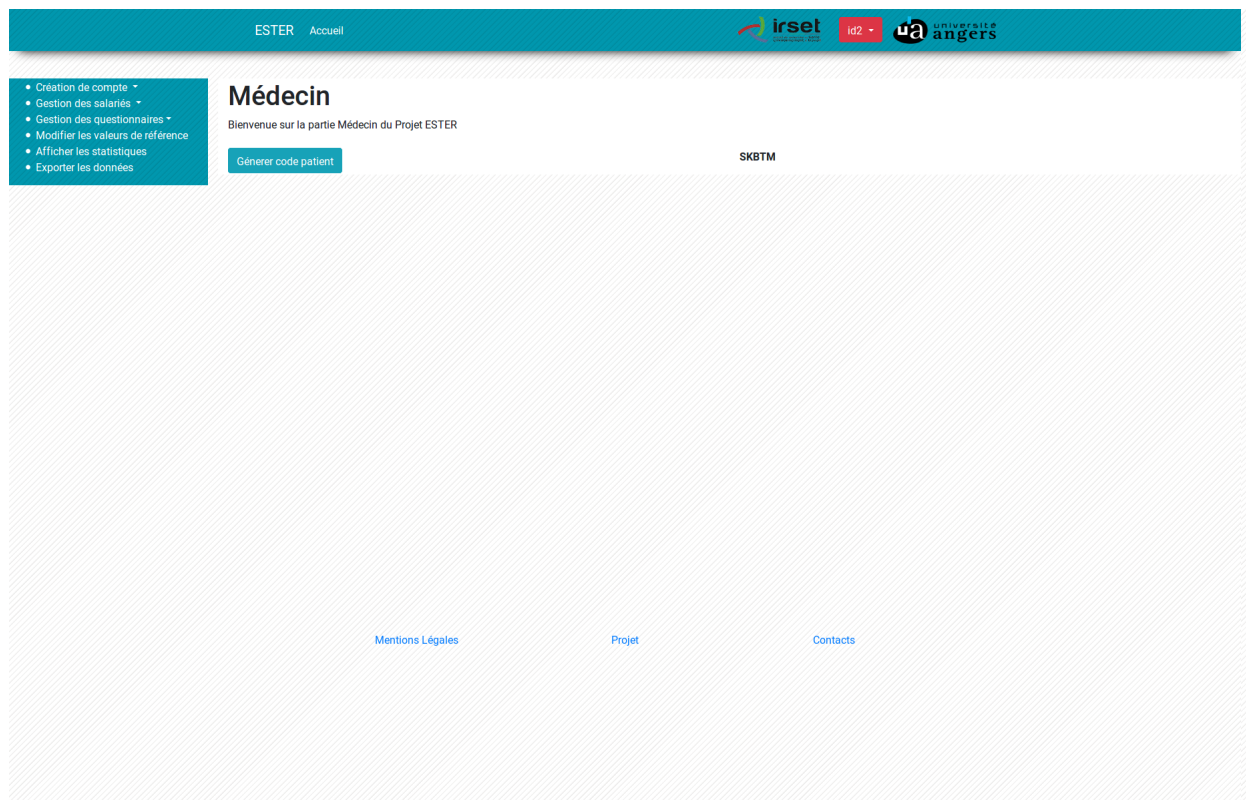 ESTER Accueil irset id2 ua université angers
Création de compte
Gestion des salariés
Gestion des questionnaires
Modifier les valeurs de référence
Afficher les statistiques
Exporter les données
Médecin
Bienvenue sur la partie Médecin du Projet ESTER
Génerer code patient SKBTM
Mentions Légales Projet Contacts